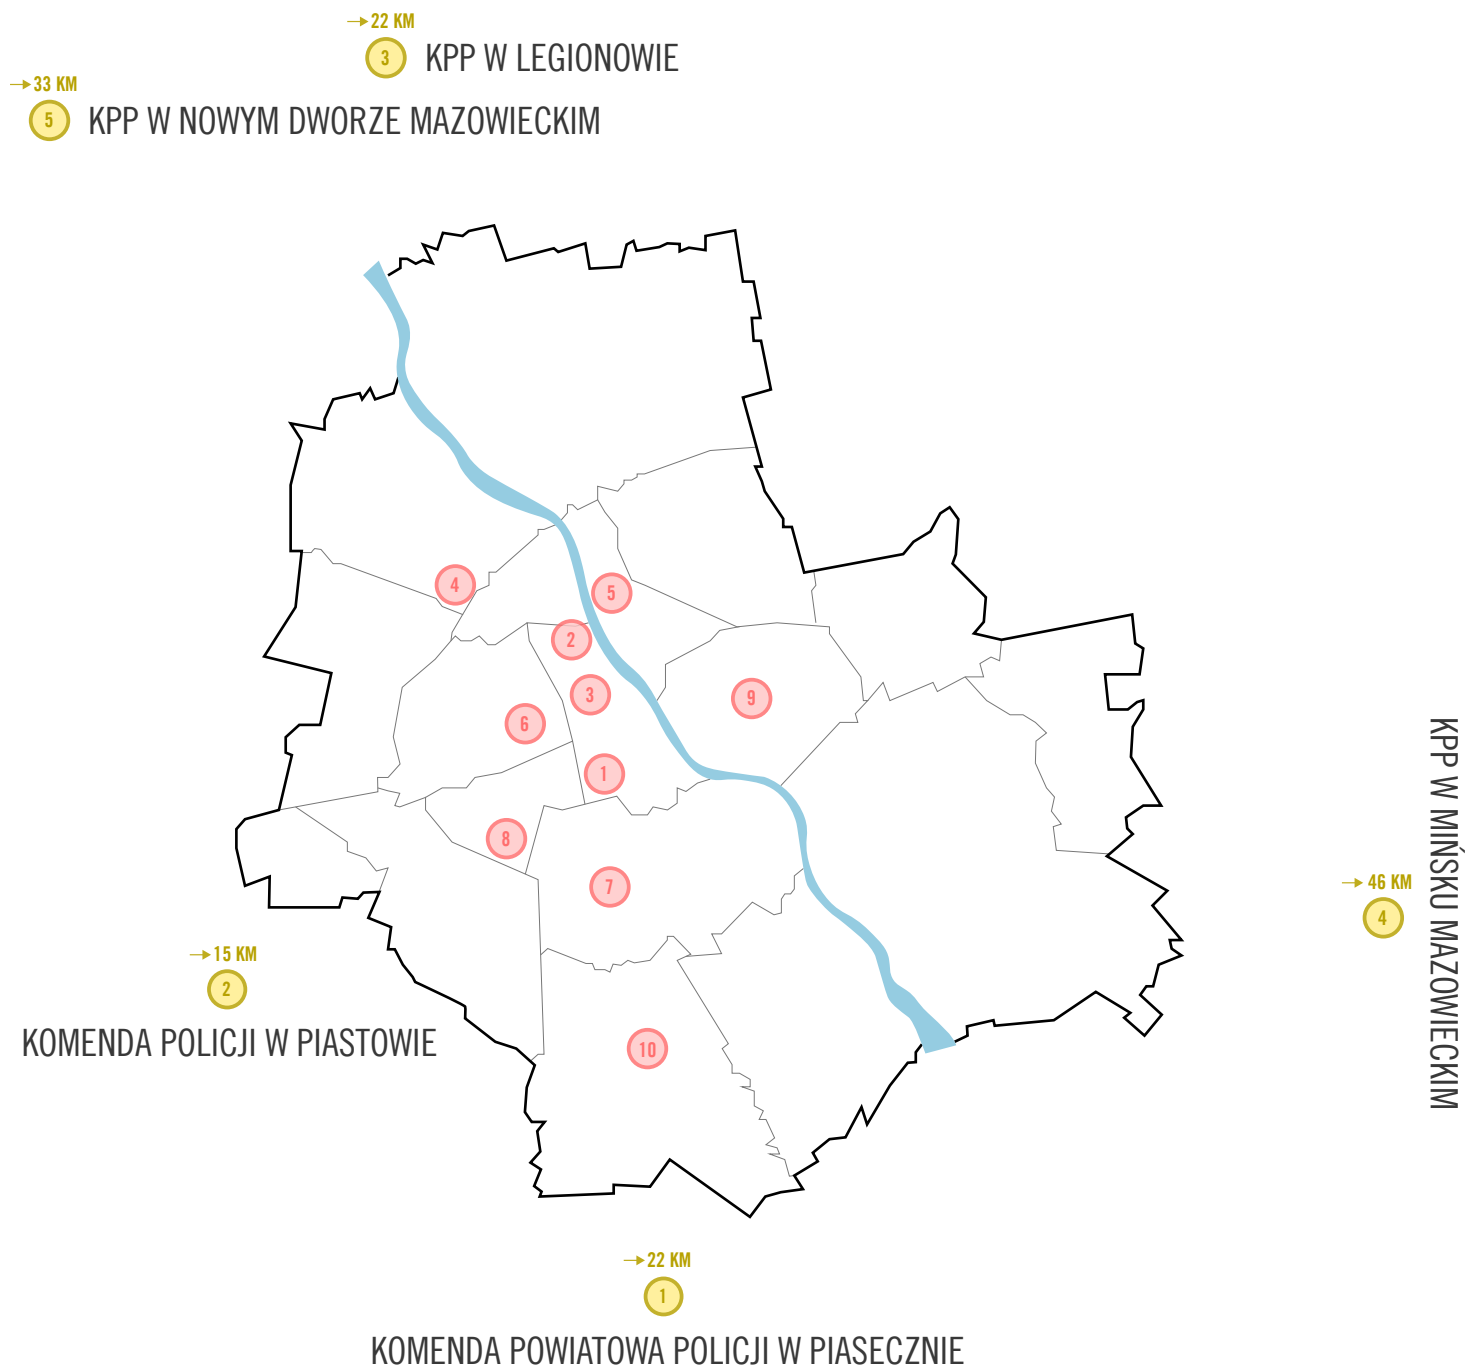 →22 KM
3 KPP W LEGIONOWIE
→33 KM
5 KPP W NOWYM DWORZE MAZOWIECKIM
4
5
2
3
9
6
1
8
7
10
→46 KM
4
KPP W MIŃSKU MAZOWIECKIM
→15 KM
2
KOMENDA POLICJI W PIASTOWIE
→22 KM
1
KOMENDA POWIATOWA POLICJI W PIASECZNIE